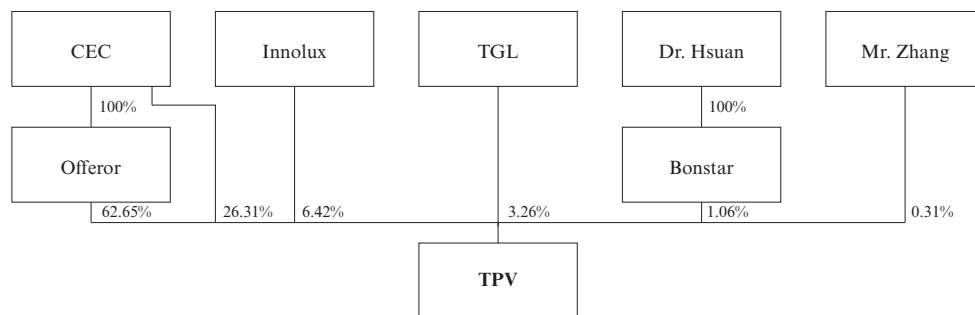 CEC
Innolux
TGL
Dr. Hsuan
Mr. Zhang
100%
100%
Offeror
Bonstar
62.65%
26.31%
6.42%
3.26%
1.06%
0.31%
TPV